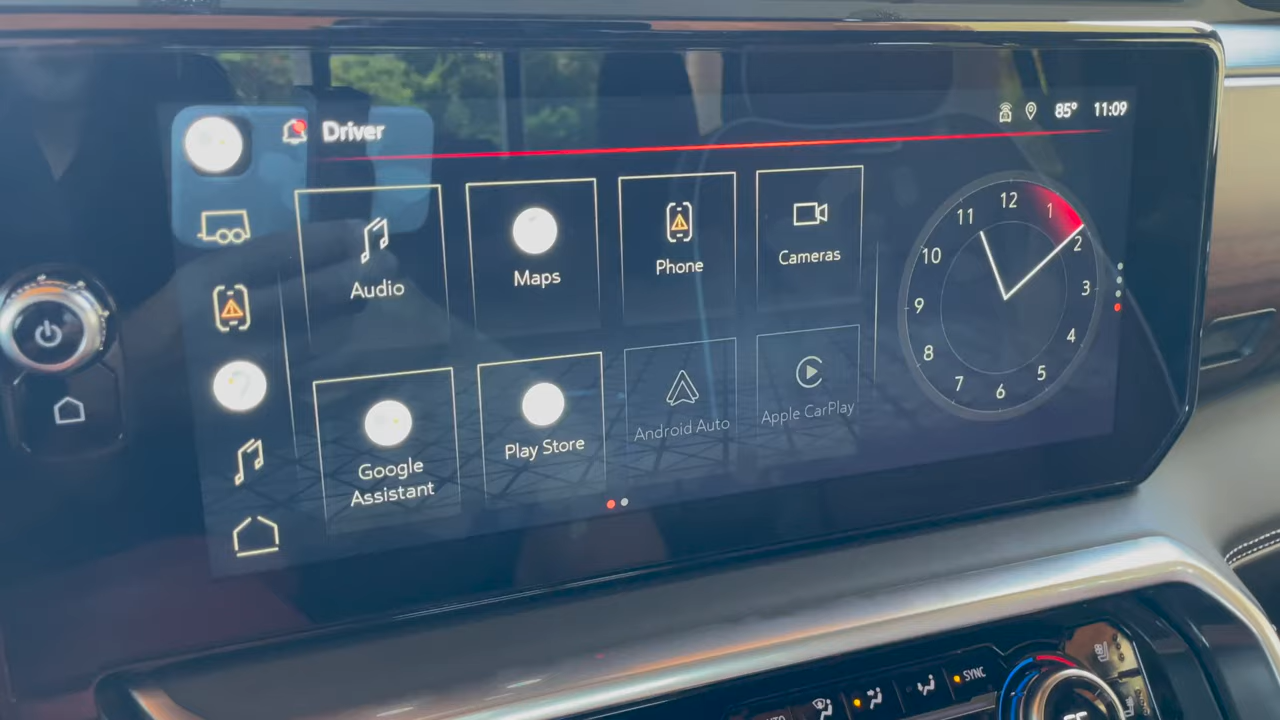 Driver
85° 11:09
Audio
Maps
Phone
Cameras
Google
Assistant
Play Store
Android Auto
Apple CarPlay
12
1
2
3
4
5
6
7
8
9
10
11
SYNC